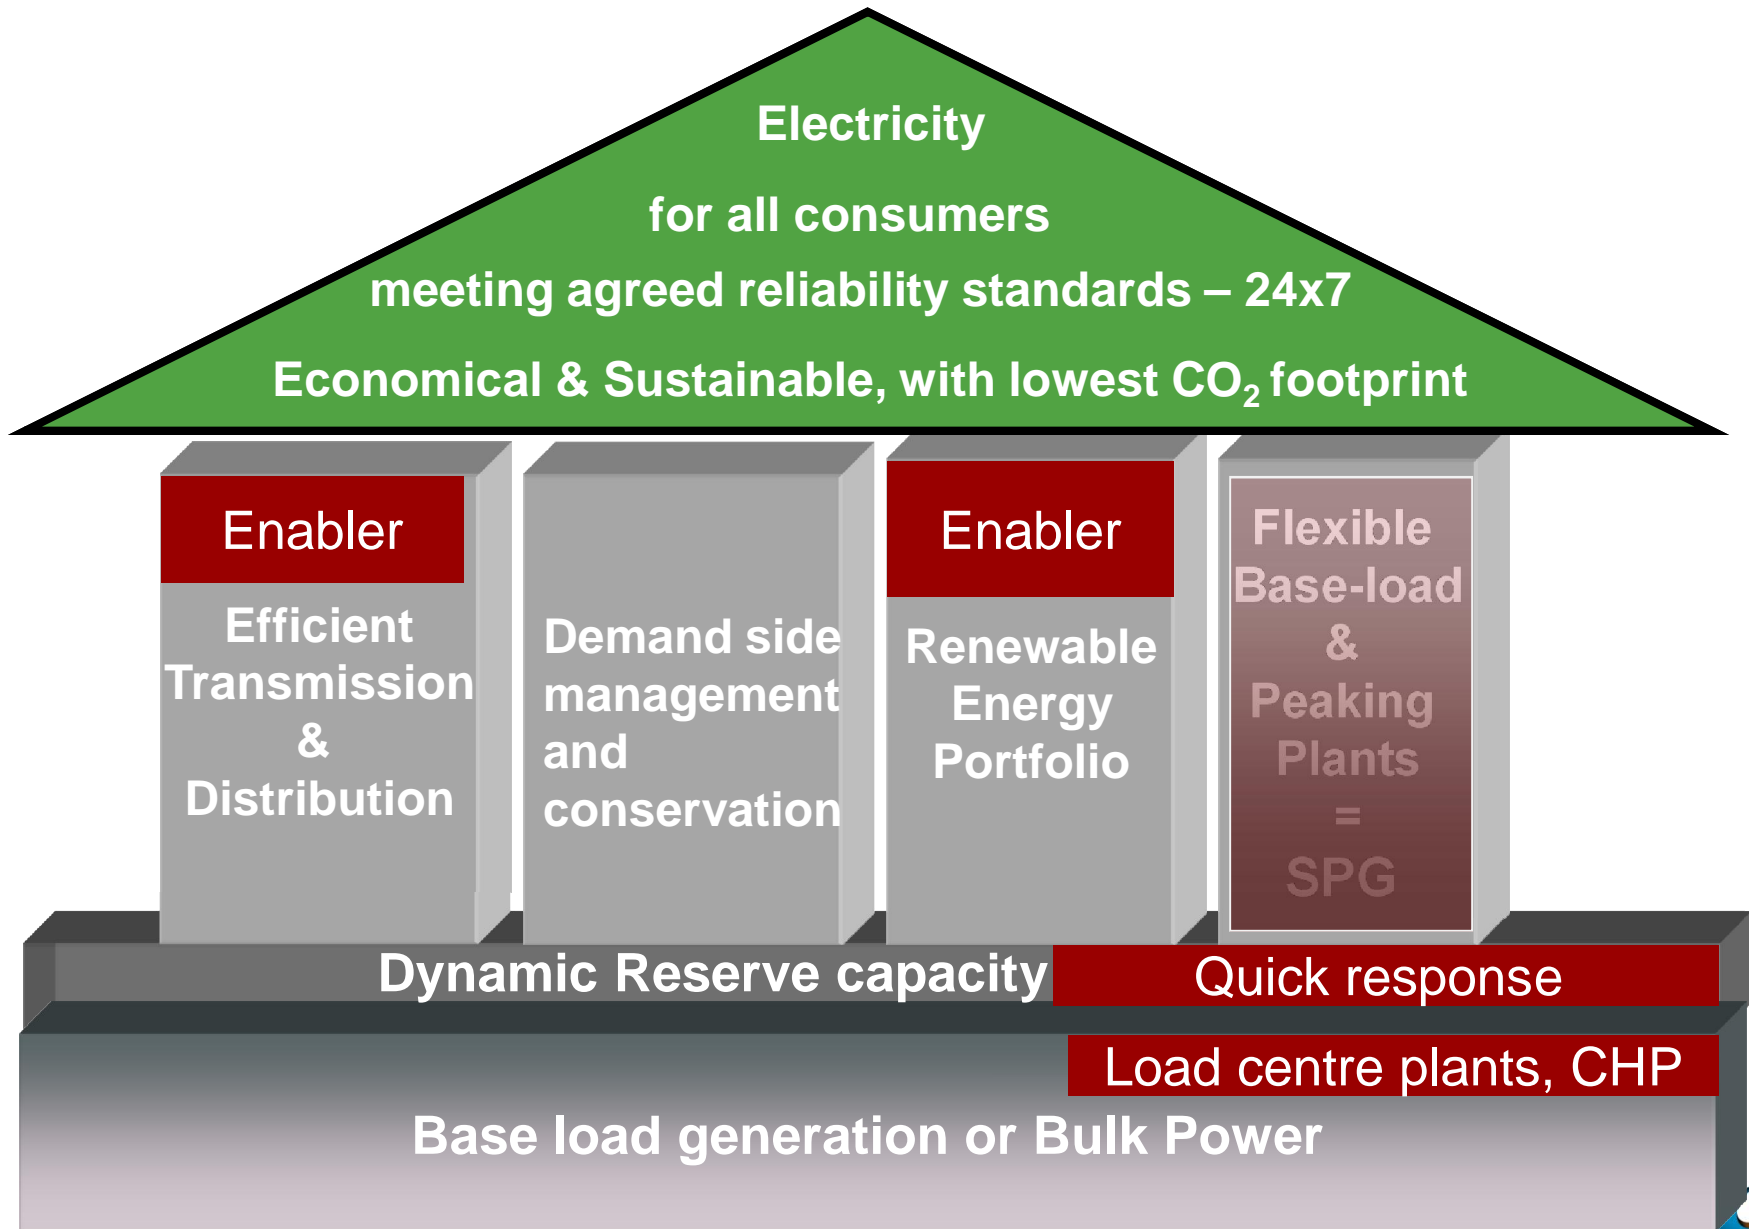 Electricity
for all consumers
meeting agreed reliability standards – 24x7
Economical & Sustainable, with lowest CO₂ footprint
Enabler
Efficient
Transmission
&
Distribution
Demand side
management
and
conservation
Enabler
Renewable
Energy
Portfolio
Flexible
Base-load
&
Peaking
Plants
=
SPG
Dynamic Reserve capacity
Quick response
Load centre plants, CHP
Base load generation or Bulk Power